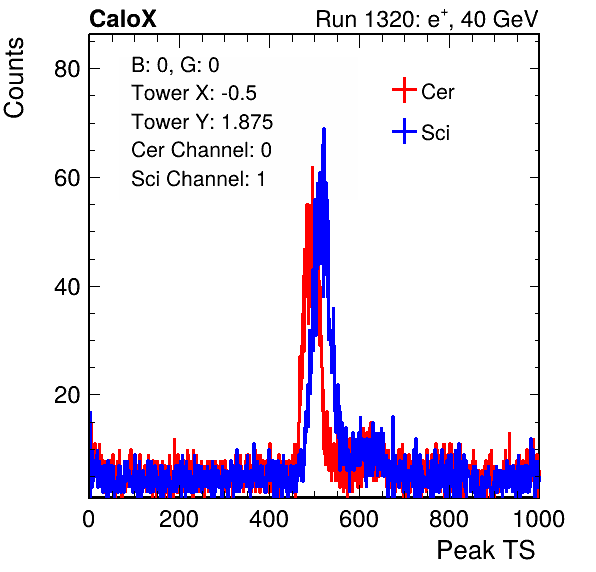 CaloX Run 1320: e⁺, 40 GeV
B: 0, G: 0
Tower X: -0.5
Tower Y: 1.875
Cer Channel: 0
Sci Channel: 1
Cer
Sci
Counts
80
60
40
20
0 200 400 600 800 1000
Peak TS